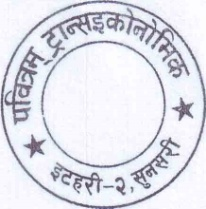 पवित्रम् ट्रान्सइकोनोमिक
★ इटहरी-२, सुनसरी ★